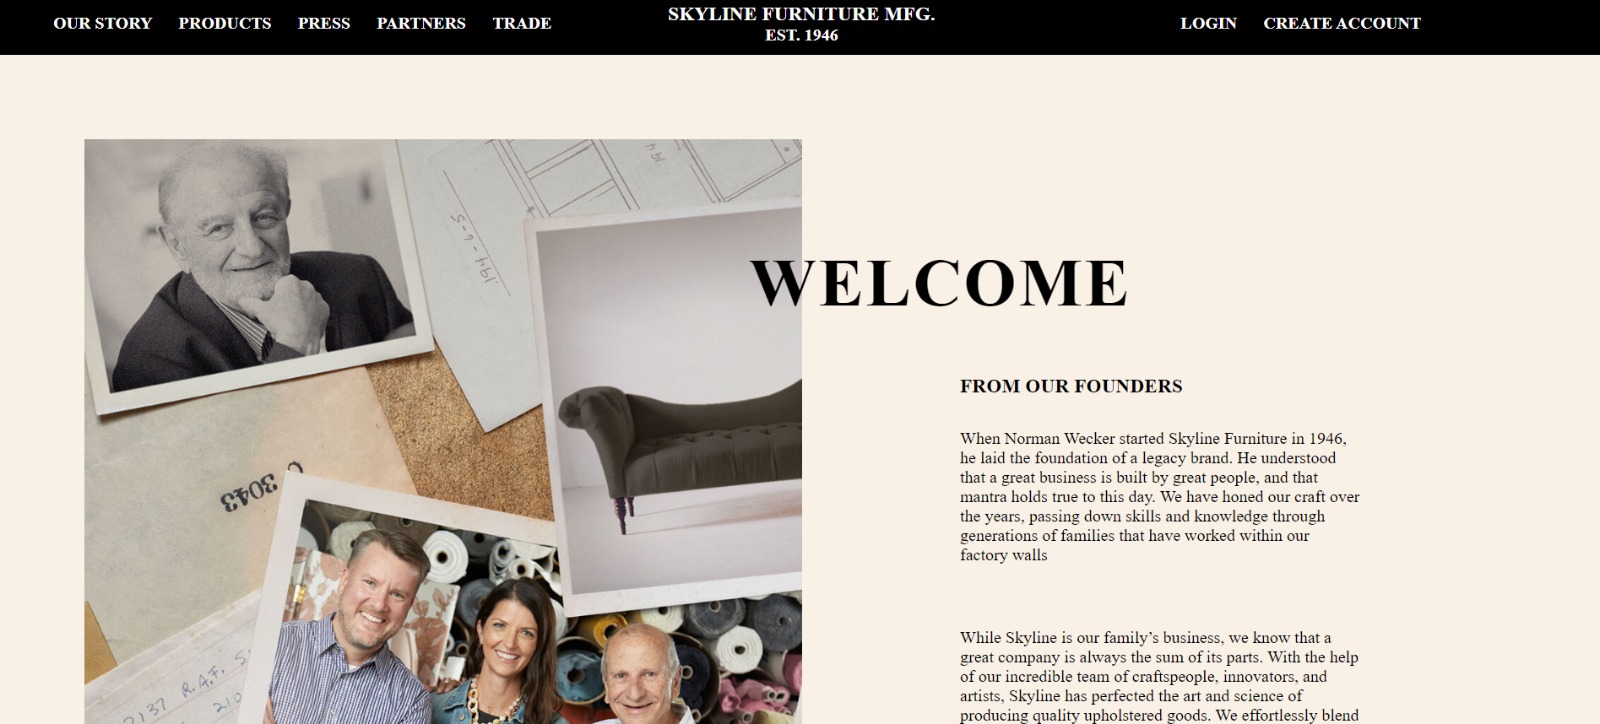 OUR STORY PRODUCTS PRESS PARTNERS TRADE
SKYLINE FURNITURE MFG.
EST. 1946
LOGIN CREATE ACCOUNT
194-6-5
3043
2137 R.A.F.
210
WELCOME
FROM OUR FOUNDERS
When Norman Wecker started Skyline Furniture in 1946,
he laid the foundation of a legacy brand. He understood
that a great business is built by great people, and that
mantra holds true to this day. We have honed our craft over
the years, passing down skills and knowledge through
generations of families that have worked within our
factory walls
While Skyline is our family’s business, we know that a
great company is always the sum of its parts. With the help
of our incredible team of craftspeople, innovators, and
artists, Skyline has perfected the art and science of
producing quality upholstered goods. We effortlessly blend